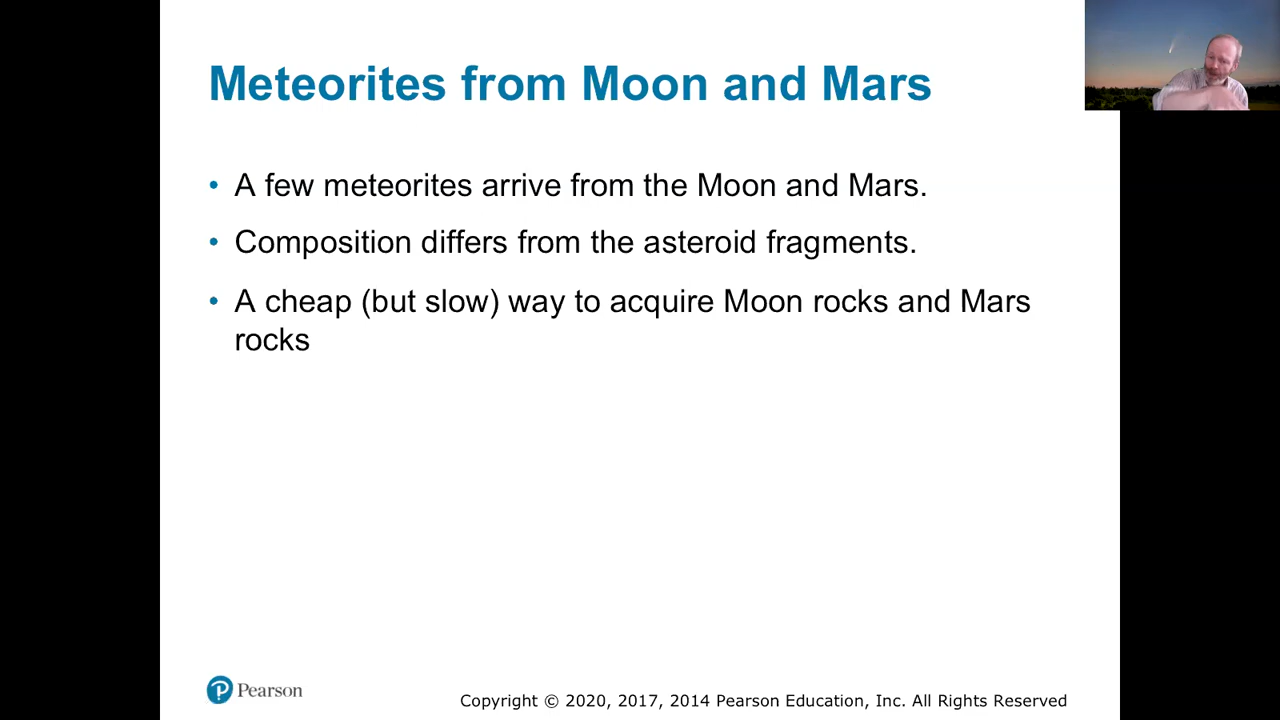 Meteorites from Moon and Mars
• A few meteorites arrive from the Moon and Mars.
• Composition differs from the asteroid fragments.
• A cheap (but slow) way to acquire Moon rocks and Mars
rocks
Pearson
Copyright © 2020, 2017, 2014 Pearson Education, Inc. All Rights Reserved